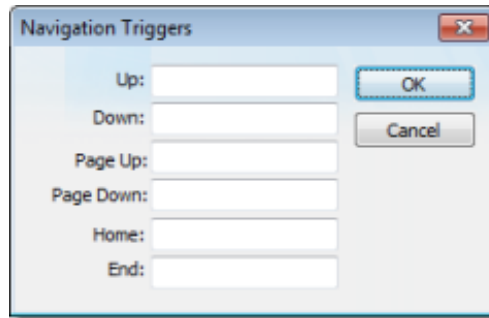 Navigation Triggers
Up:
OK
Down:
Cancel
Page Up:
Page Down:
Home:
End: